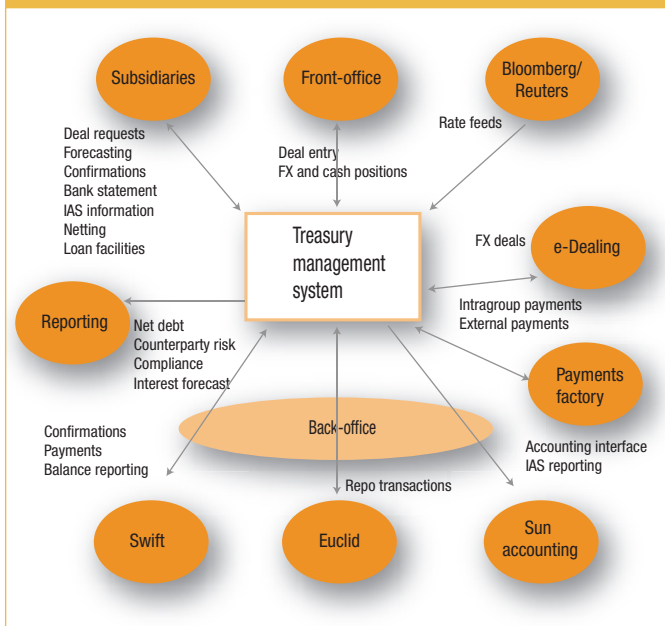 Subsidiaries
Front-office
Bloomberg/
Reuters
Deal requests
Forecasting
Confirmations
Bank statement
IAS information
Netting
Loan facilities
Deal entry
FX and cash positions
Rate feeds
Treasury
management
system
FX deals
e-Dealing
Intragroup payments
External payments
Reporting
Net debt
Counterparty risk
Compliance
Interest forecast
Payments
factory
Confirmations
Payments
Balance reporting
Back-office
Accounting interface
IAS reporting
Repo transactions
Swift
Euclid
Sun
accounting